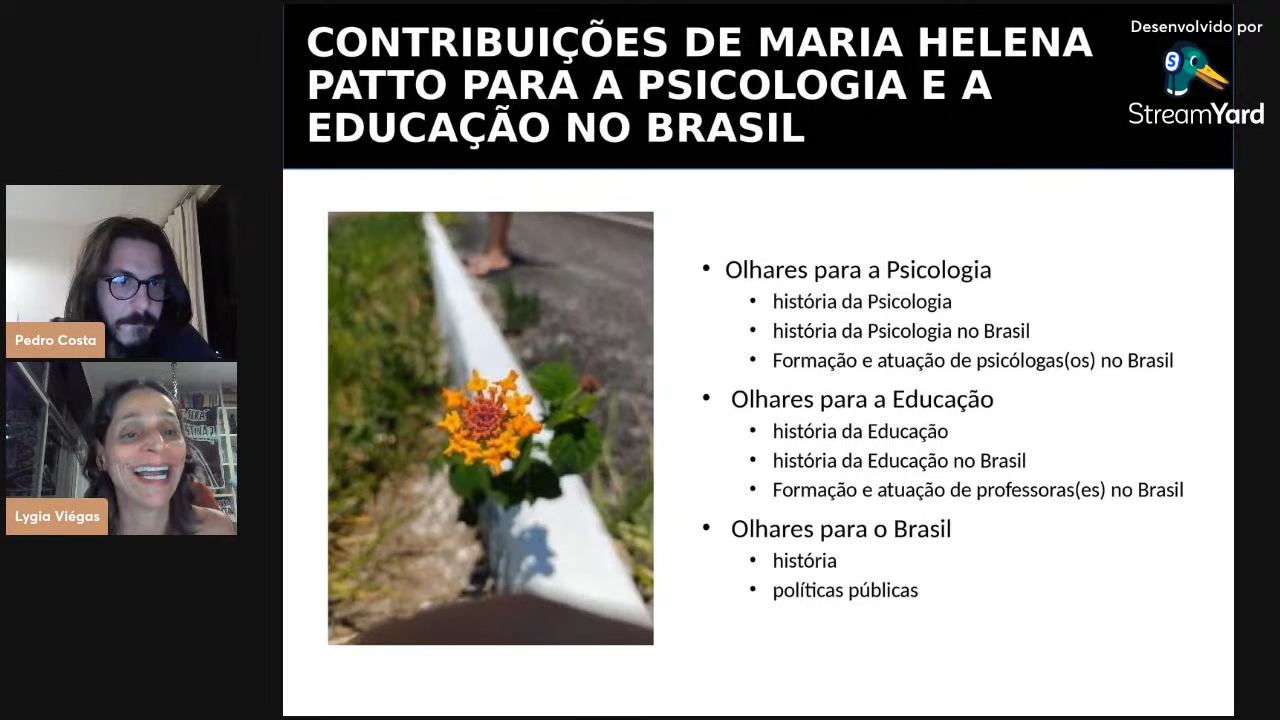 CONTRIBUIÇÕES DE MARIA HELENA
PATTO PARA A PSICOLOGIA E A
EDUCAÇÃO NO BRASIL
Desenvolvido por
S
StreamYard
Pedro Costa
Lygia Viégas
• Olhares para a Psicologia
• história da Psicologia
• história da Psicologia no Brasil
• Formação e atuação de psicólogas(os) no Brasil
• Olhares para a Educação
• história da Educação
• história da Educação no Brasil
• Formação e atuação de professoras(es) no Brasil
• Olhares para o Brasil
• história
• políticas públicas